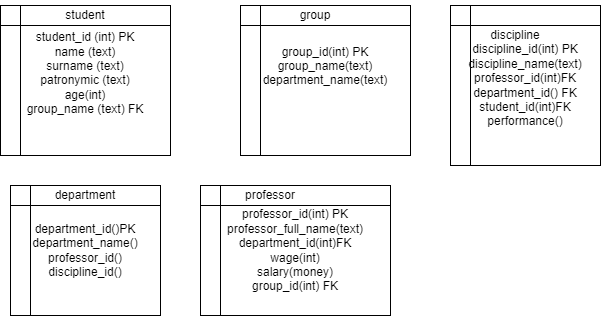 student
student_id (int) PK
name (text)
surname (text)
patronymic (text)
age(int)
group_name (text) FK
group
group_id(int) PK
group_name(text)
department_name(text)
discipline
discipline_id(int) PK
discipline_name(text)
professor_id(int)FK
department_id() FK
student_id(int)FK
performance()
department
department_id()PK
department_name()
professor_id()
discipline_id()
professor
professor_id(int) PK
professor_full_name(text)
department_id(int)FK
wage(int)
salary(money)
group_id(int) FK